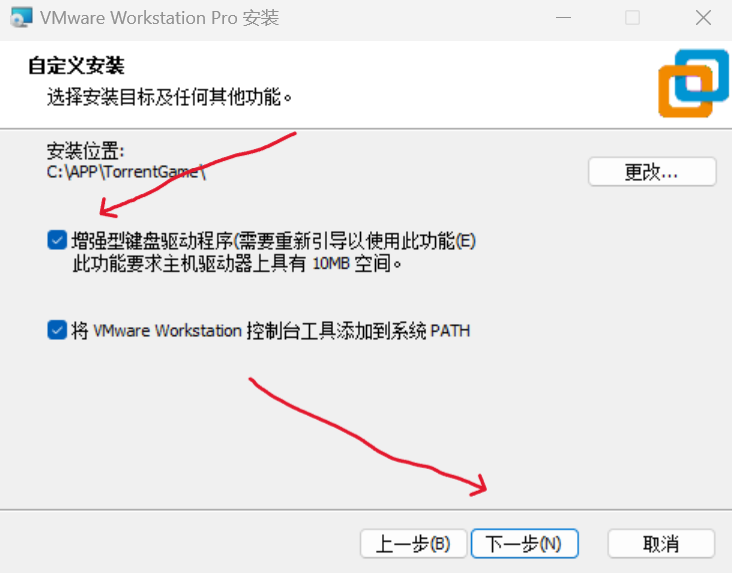 VMware Workstation Pro 安装
自定义安装
选择安装目标及任何其他功能。
安装位置:
C:\APP\TorrentGame\
更改...
增强型键盘驱动程序(需要重新引导以使用此功能(E)
此功能要求主机驱动器上具有 10MB 空间。
将 VMware Workstation 控制台工具添加到系统 PATH
上一步(B)
下一步(N)
取消